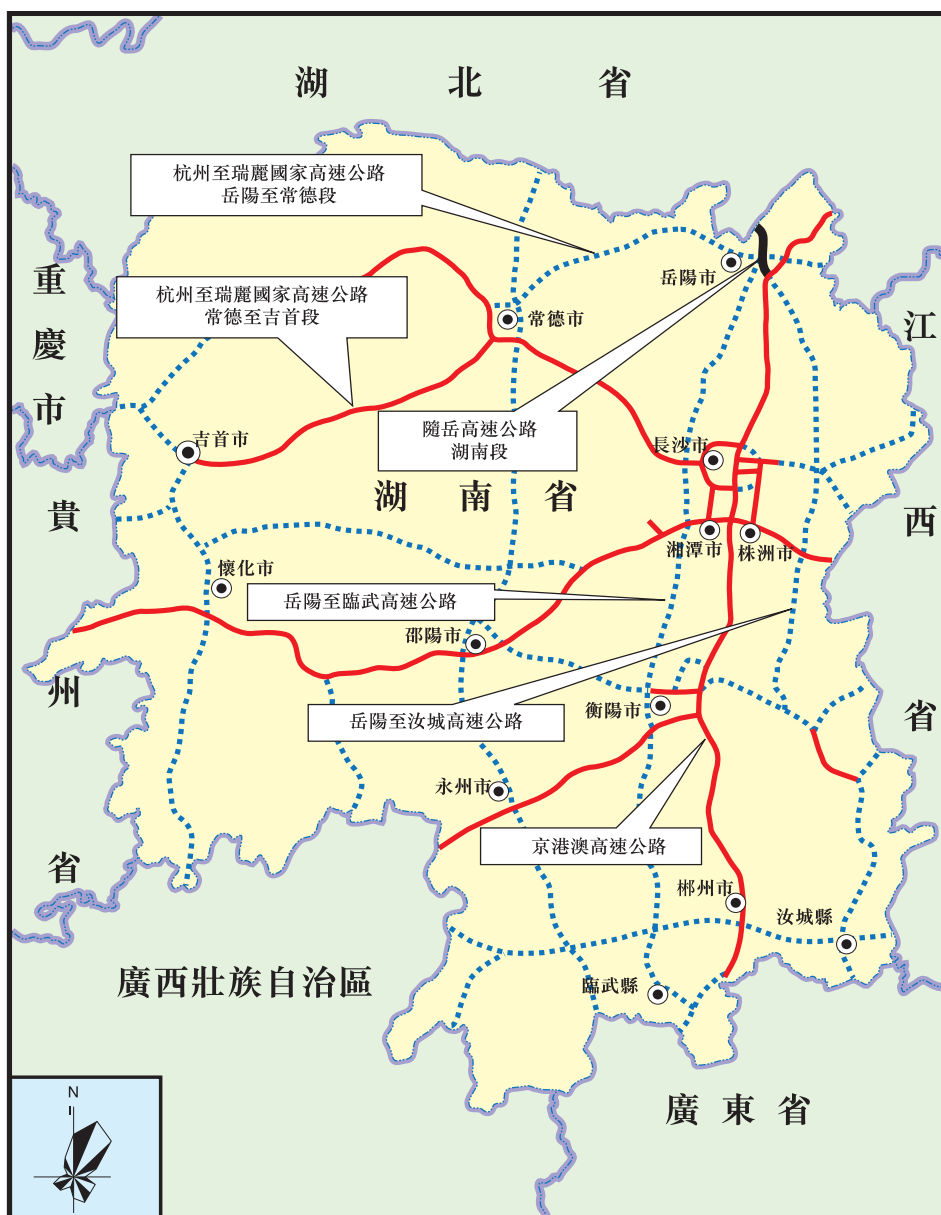 湖北省
杭州至瑞麗國家高速公路
岳陽至常德段
重慶市
岳陽市
杭州至瑞麗國家高速公路
常德至吉首段
常德市
江西省
隨岳高速公路
湖南段
吉首市
長沙市
湖南省
貴州省
湘潭市
株洲市
懷化市
岳陽至臨武高速公路
邵陽市
岳陽至汝城高速公路
衡陽市
永州市
京港澳高速公路
郴州市
汝城縣
廣西壯族自治區
臨武縣
N
廣東省